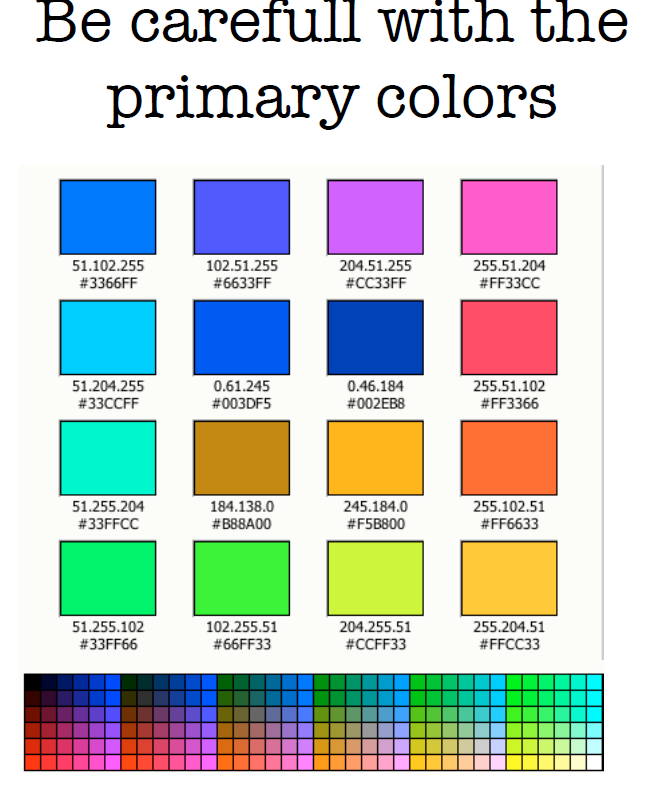 Be carefull with the
primary colors
51.102.255 102.51.255 204.51.255 255.51.204
#3366FF #6633FF #CC33FF #FF33CC
51.204.255 0.61.245 0.46.184 255.51.102
#33CCFF #003DF5 #002EB8 #FF3366
51.255.204 184.138.0 245.184.0 255.102.51
#33FFCC #B88A00 #F5B800 #FF6633
51.255.102 102.255.51 204.255.51 255.204.51
#33FF66 #66FF33 #CCFF33 #FFCC33